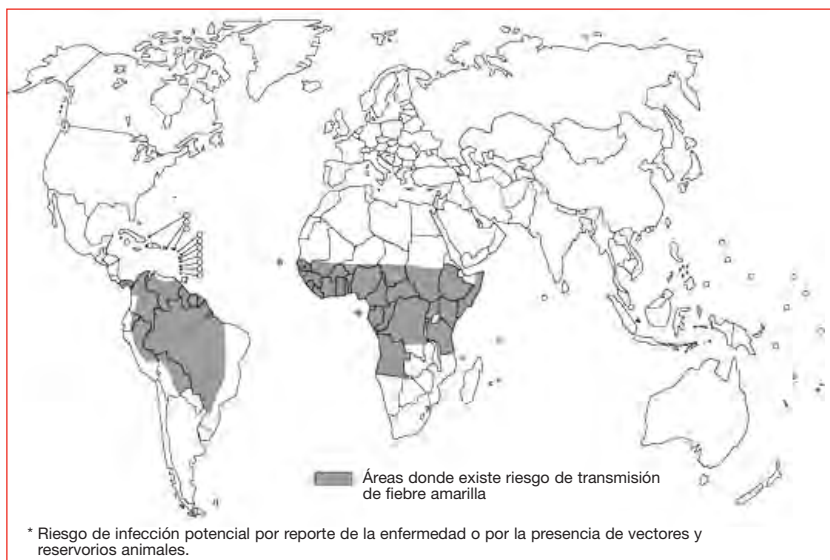 Áreas donde existe riesgo de transmisión
de fiebre amarilla
* Riesgo de infección potencial por reporte de la enfermedad o por la presencia de vectores y
reservorios animales.